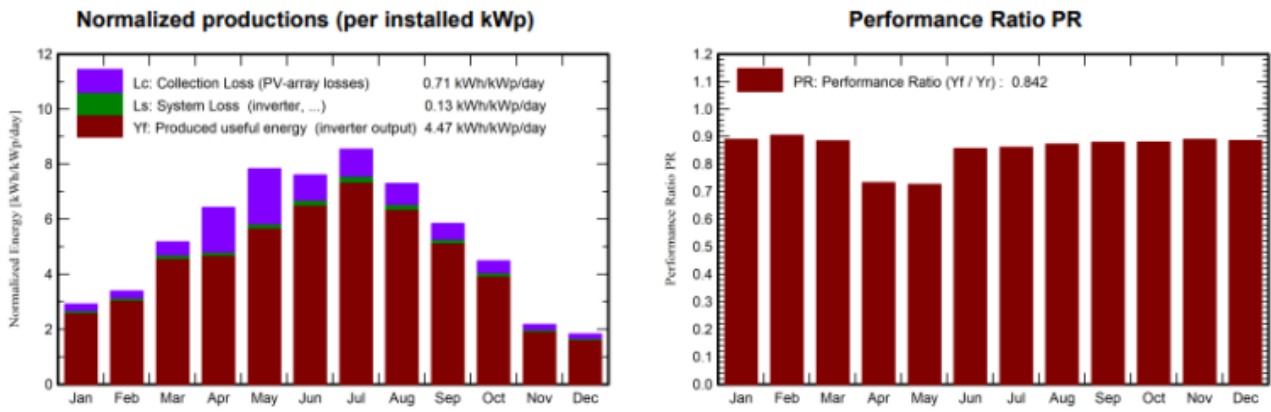 Normalized productions (per installed kWp)
12
10
8
6
4
2
0
Normalized Energy [kWh/kWp/day]
Lc: Collection Loss (PV-array losses) 0.71 kWh/kWp/day
Ls: System Loss (inverter, ...) 0.13 kWh/kWp/day
Yf: Produced useful energy (inverter output) 4.47 kWh/kWp/day
Jan Feb Mar Apr May Jun Jul Aug Sep Oct Nov Dec
Performance Ratio PR
1.2
1.1
1.0
0.9
0.8
0.7
0.6
0.5
0.4
0.3
0.2
0.1
0.0
Performance Ratio PR
PR: Performance Ratio (Yf / Yr) : 0.842
Jan Feb Mar Apr May Jun Jul Aug Sep Oct Nov Dec